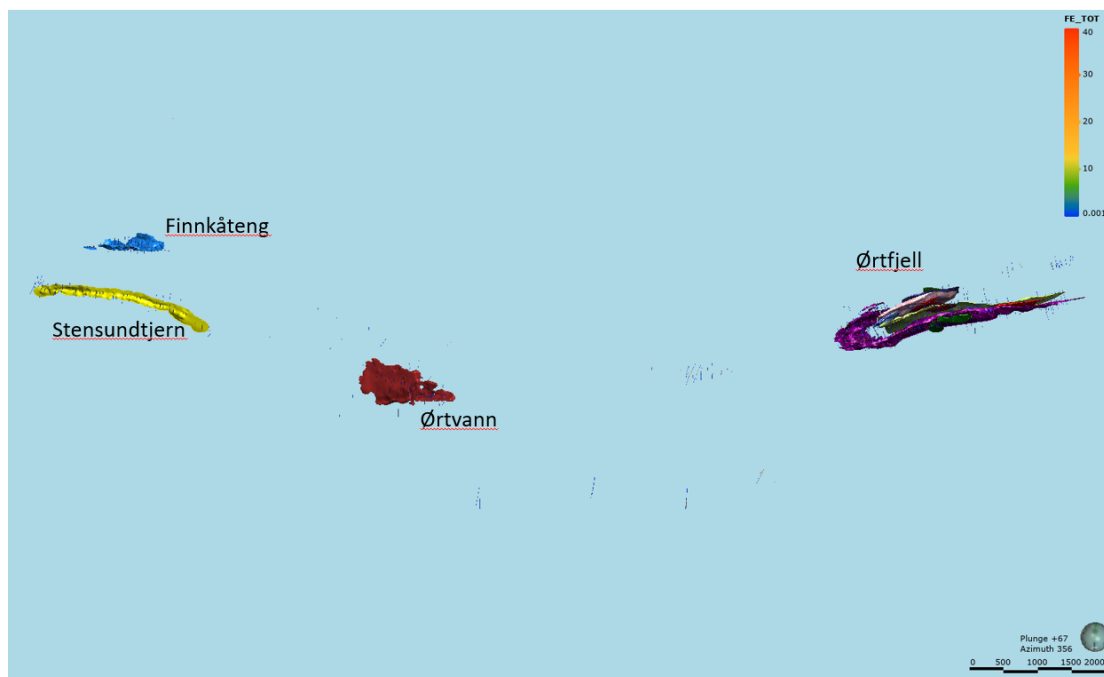 FE_TOT
40
30
20
10
0.001
Finnkåteng
Ørtfjell
Stensundtjern
Ørtvann
Plunge +67
Azimuth 356
0 500 1000 1500 2000